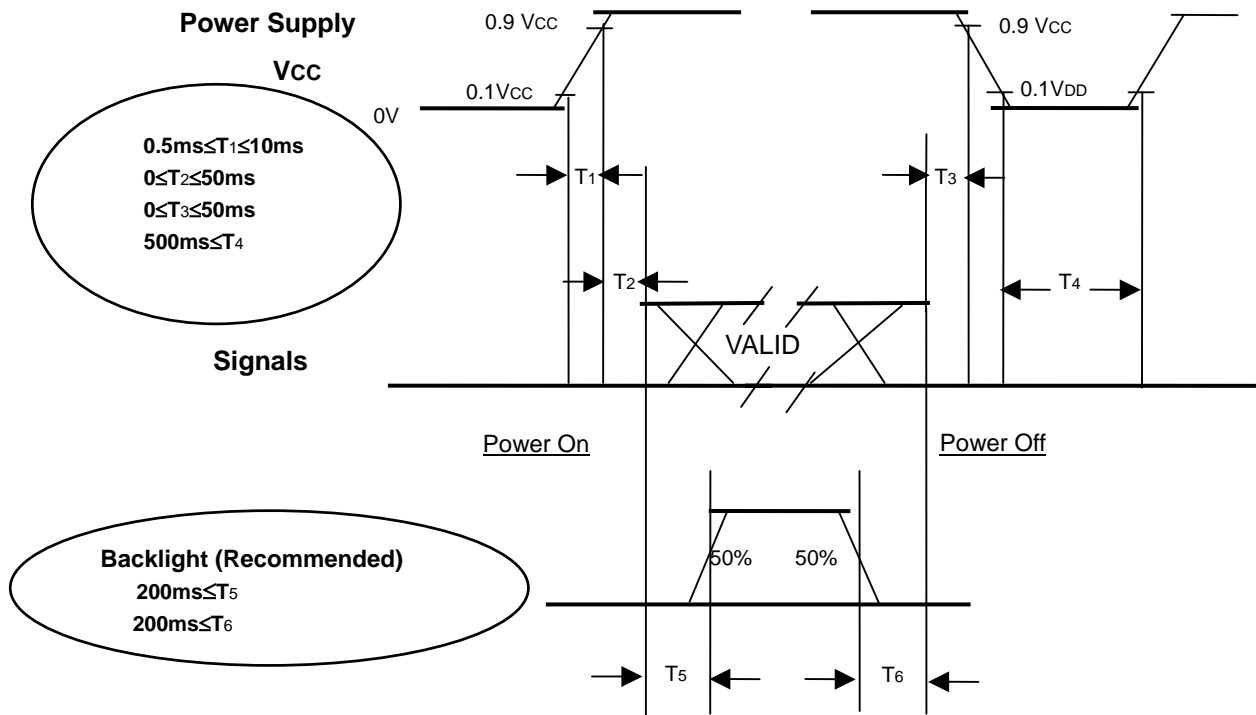 Power Supply
VCC
0.9 VCC
0.9 VCC
0.1VCC
0.1VDD
0V
0.5ms≤T1≤10ms
0≤T2≤50ms
0≤T3≤50ms
500ms≤T4
T1
T3
T2
T4
VALID
Signals
Power On
Power Off
Backlight (Recommended)
200ms≤T5
200ms≤T6
50%
50%
T5
T6